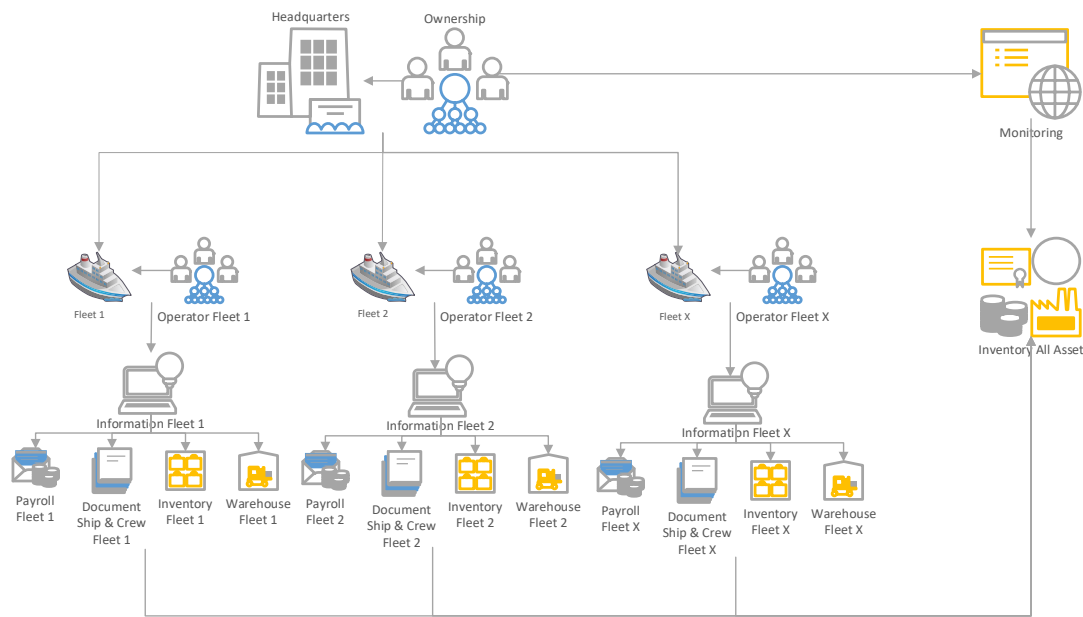 Headquarters
Ownership
Monitoring
Fleet 1
Operator Fleet 1
Fleet 2
Operator Fleet 2
Fleet X
Operator Fleet X
Inventory All Asset
Information Fleet 1
Information Fleet 2
Information Fleet X
Payroll
Fleet 1
Document
Ship & Crew
Fleet 1
Inventory
Fleet 1
Warehouse
Fleet 1
Payroll
Fleet 2
Document
Ship & Crew
Fleet 2
Inventory
Fleet 2
Warehouse
Fleet 2
Payroll
Fleet X
Document
Ship & Crew
Fleet X
Inventory
Fleet X
Warehouse
Fleet X